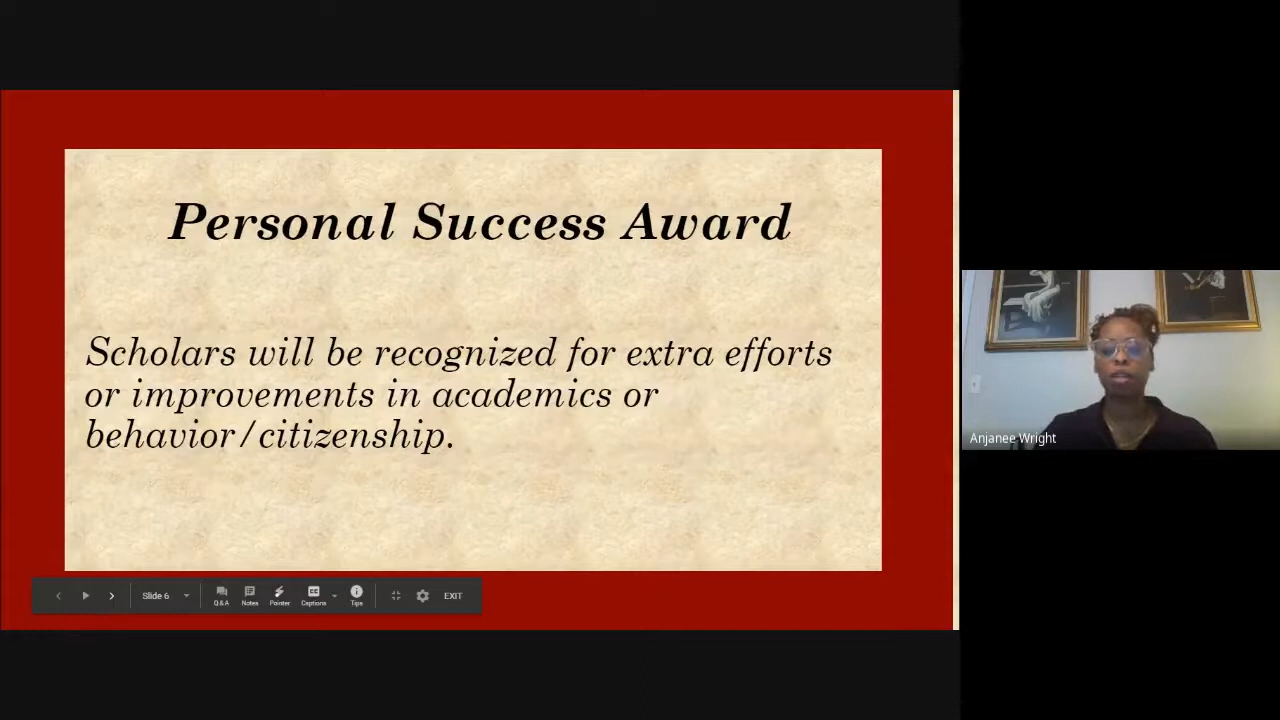 Personal Success Award
Scholars will be recognized for extra efforts
or improvements in academics or
behavior/citizenship.
Slide 6
Q&A
Notes
Pointer
Captions
Tips
EXIT
Anjanee Wright